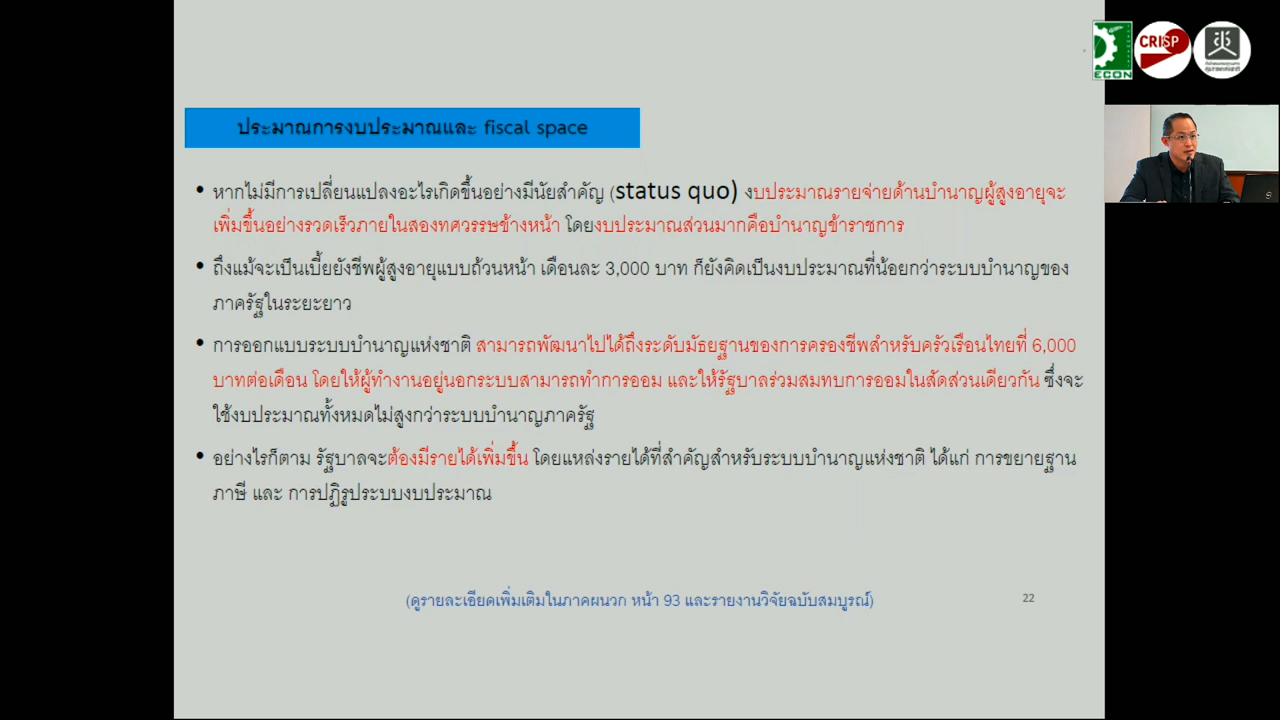 ECON
CRISP
ประมาณการงบประมาณและ fiscal space
• หากไม่มีการเปลี่ยนแปลงอะไรเกิดขึ้นอย่างมีนัยสำคัญ (status quo) งบประมาณรายจ่ายด้านบำนาญผู้สูงอายุจะ
เพิ่มขึ้นอย่างรวดเร็วภายในสองทศวรรษข้างหน้า โดยงบประมาณส่วนมากคือบำนาญข้าราชการ
• ถึงแม้จะเป็นเบี้ยยังชีพผู้สูงอายุแบบถ้วนหน้า เดือนละ 3,000 บาท ก็ยังคิดเป็นงบประมาณที่น้อยกว่าระบบบำนาญของ
ภาครัฐในระยะยาว
• การออกแบบระบบบำนาญแห่งชาติ สามารถพัฒนาไปได้ถึงระดับมัธยฐานของการครองชีพสำหรับครัวเรือนไทยที่ 6,000
บาทต่อเดือน โดยให้ผู้ทำงานอยู่นอกระบบสามารถทำการออม และให้รัฐบาลร่วมสมทบการออมในสัดส่วนเดียวกัน ซึ่งจะ
ใช้งบประมาณทั้งหมดไม่สูงกว่าระบบบำนาญภาครัฐ
• อย่างไรก็ตาม รัฐบาลจะต้องมีรายได้เพิ่มขึ้น โดยแหล่งรายได้ที่สำคัญสำหรับระบบบำนาญแห่งชาติ ได้แก่ การขยายฐาน
ภาษี และ การปฏิรูประบบงบประมาณ
(ดูรายละเอียดเพิ่มเติมในภาคผนวก หน้า 93 และรายงานวิจัยฉบับสมบูรณ์)
22